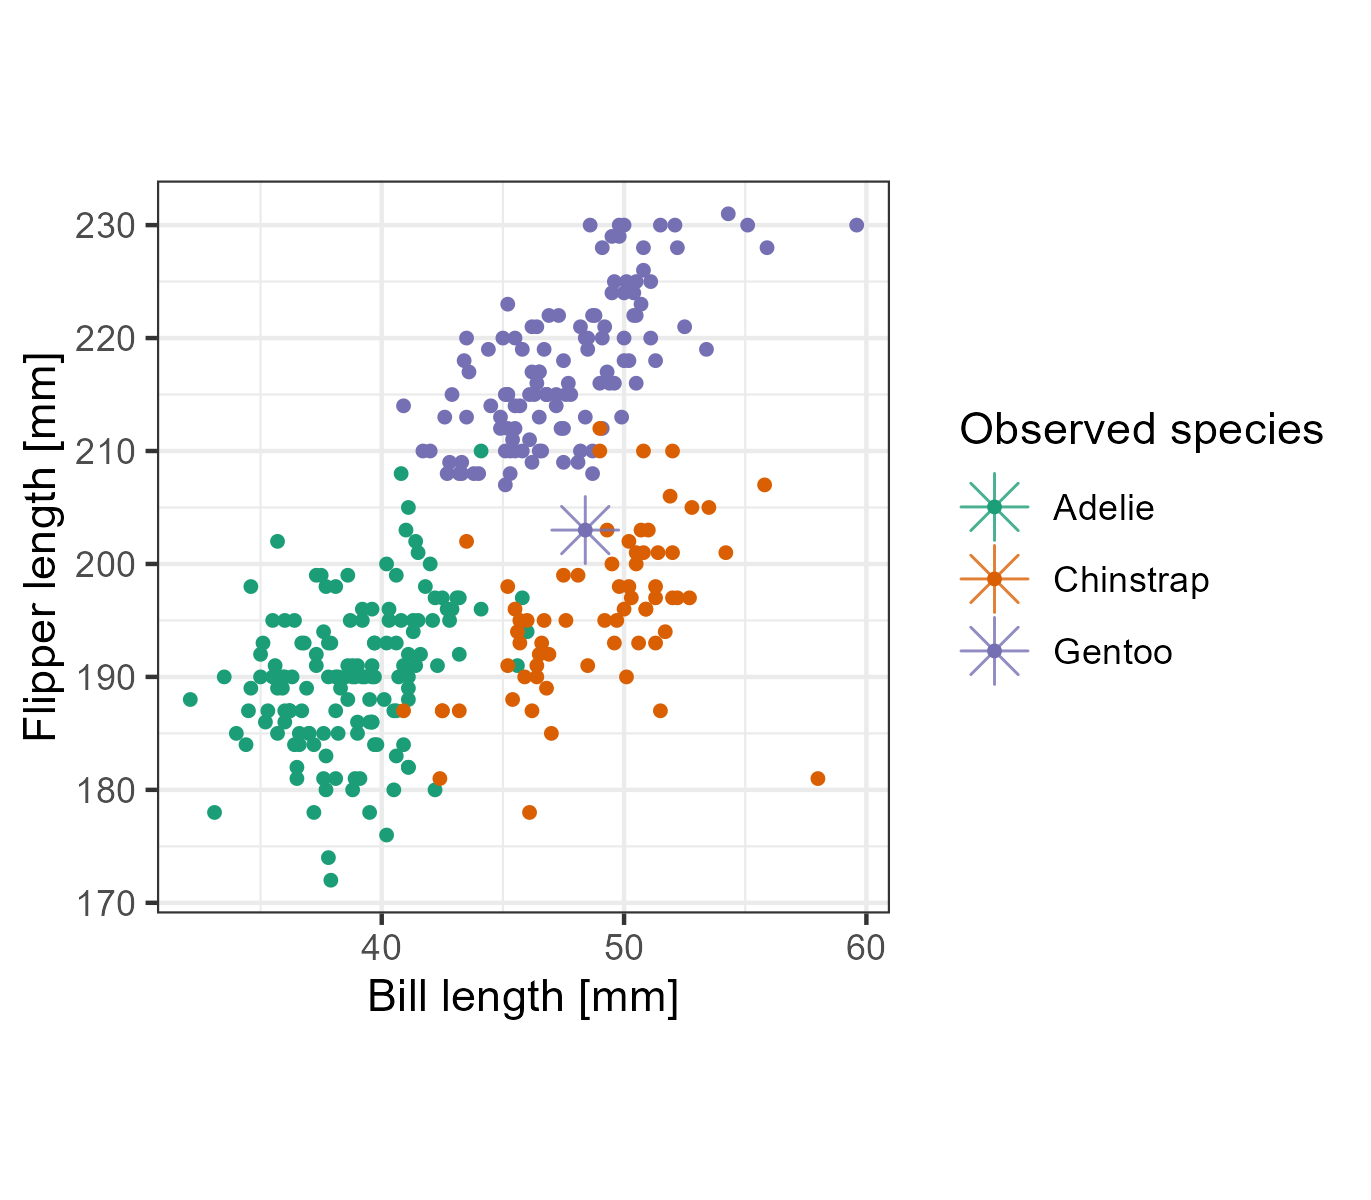 230
220
210
200
190
180
170
40 50 60
Bill length [mm]
Flipper length [mm]
Observed species
Adelie
Chinstrap
Gentoo